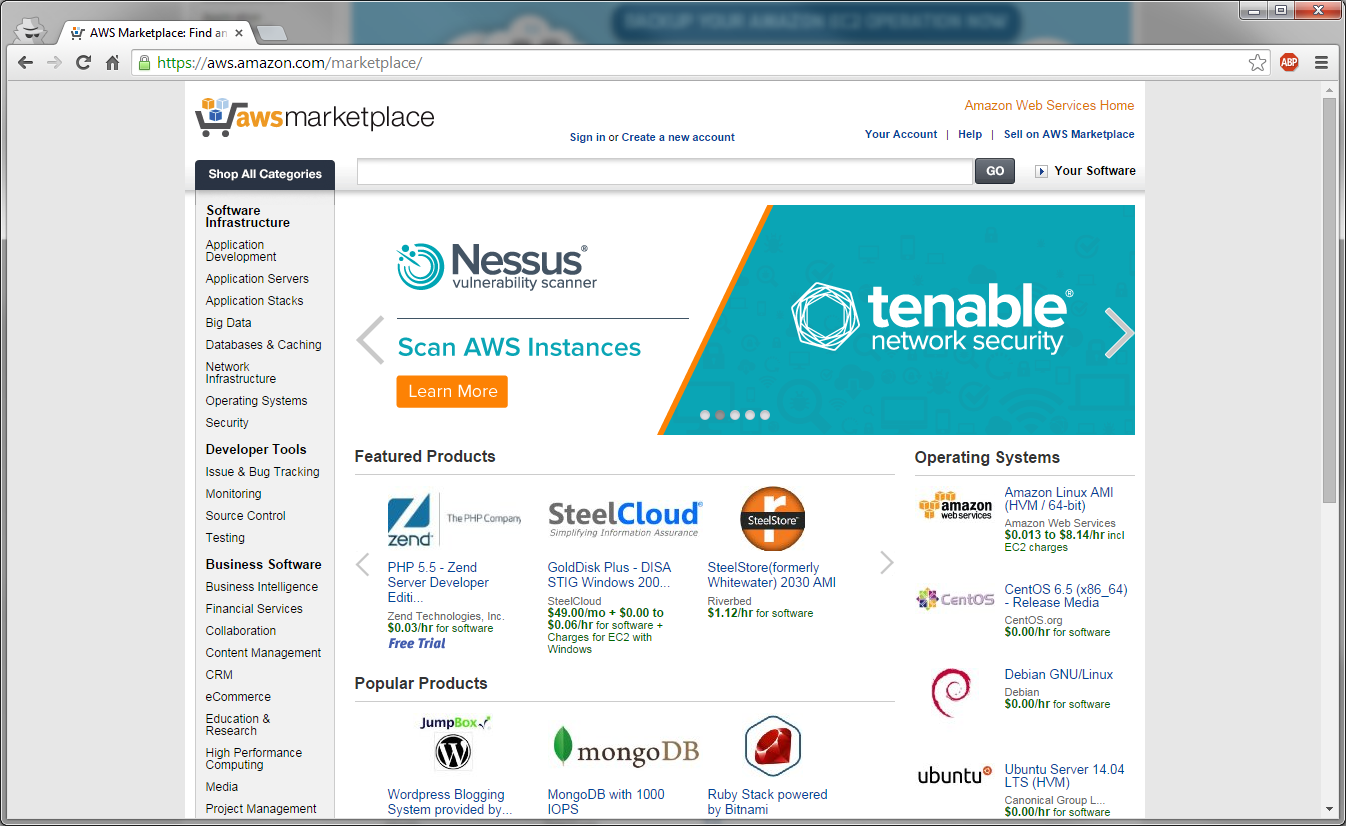 BACKUP YOUR AMAZON EC2 OPERATION NOW
AWS Marketplace: Find an
https://aws.amazon.com/marketplace/
ABP
awsmarketplace
Amazon Web Services Home
Sign in or Create a new account
Your Account | Help | Sell on AWS Marketplace
Shop All Categories
GO
Your Software
Software
Infrastructure
Application
Development
Application Servers
Application Stacks
Big Data
Databases & Caching
Network
Infrastructure
Operating Systems
Security
Developer Tools
Issue & Bug Tracking
Monitoring
Source Control
Testing
Business Software
Business Intelligence
Financial Services
Collaboration
Content Management
CRM
eCommerce
Education &
Research
High Performance
Computing
Media
Project Management
Nessus®
vulnerability scanner
Scan AWS Instances
Learn More
tenable®
network security
Featured Products
zend
The PHP Company
PHP 5.5 - Zend
Server Developer
Editi...
Zend Technologies, Inc.
$0.03/hr for software
Free Trial
SteelCloud®
Simplifying Information Assurance
GoldDisk Plus - DISA
STIG Windows 200...
SteelCloud
$49.00/mo + $0.00 to
$0.06/hr for software +
Charges for EC2 with
Windows
r
SteelStore™
SteelStore(formerly
Whitewater) 2030 AMI
Riverbed
$1.12/hr for software
Popular Products
JumpBox
W
Wordpress Blogging
System provided by...
mongoDB
MongoDB with 1000
IOPS
Ruby Stack powered
by Bitnami
Operating Systems
amazon
web services
Amazon Linux AMI
(HVM / 64-bit)
Amazon Web Services
$0.013 to $8.14/hr incl
EC2 charges
CentOS
CentOS 6.5 (x86_64)
- Release Media
CentOS.org
$0.00/hr for software
Debian GNU/Linux
Debian
$0.00/hr for software
ubuntu
Ubuntu Server 14.04
LTS (HVM)
Canonical Group L...
$0.00/hr for software